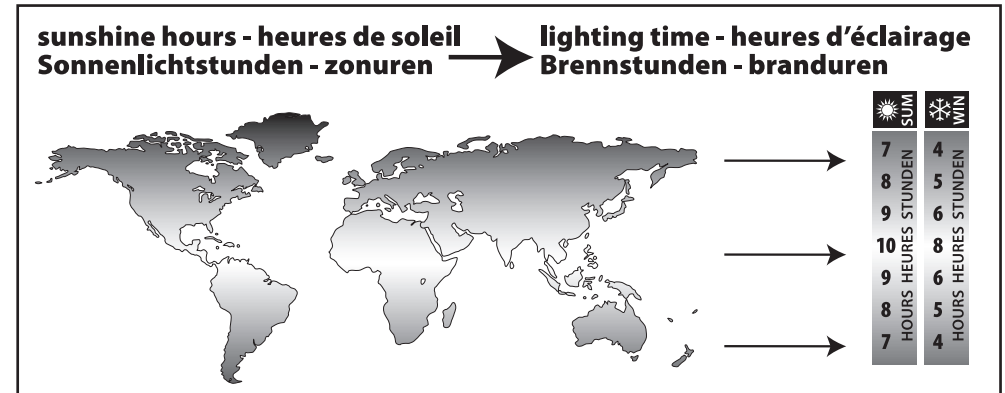 sunshine hours - heures de soleil
Sonnenlichtstunden - zonuren
lighting time - heures d'éclairage
Brennstunden - branduren
SUM WIN
7 4
8 5
9 6
10 8
9 6
8 5
7 4
HOURS HEURES STUNDEN
HOURS HEURES STUNDEN